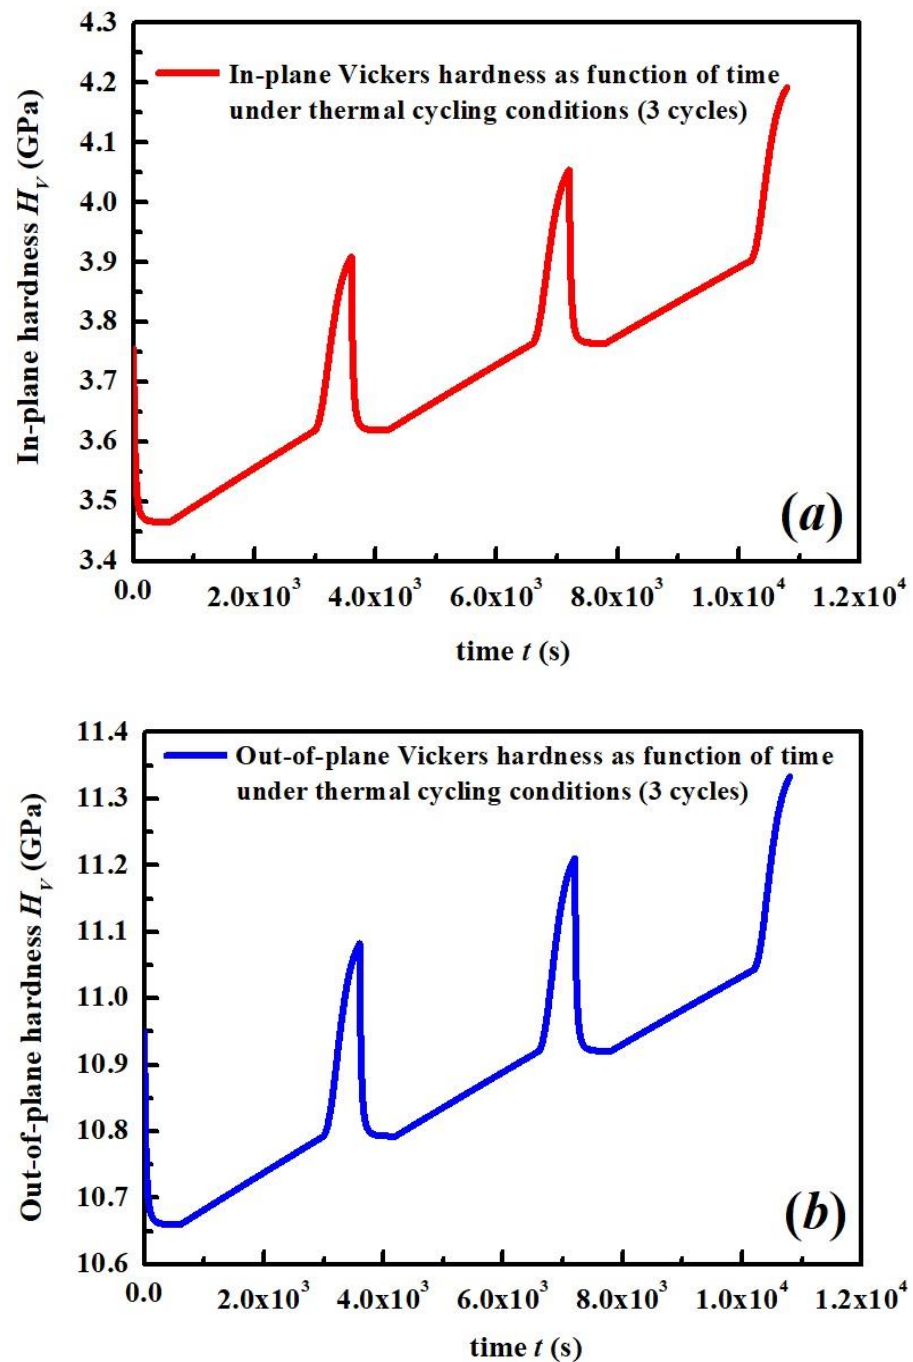 4.3
4.2
4.1
4.0
3.9
3.8
3.7
3.6
3.5
3.4
In-plane hardness H_V (GPa)
In-plane Vickers hardness as function of time
under thermal cycling conditions (3 cycles)
(a)
0.0 2.0x10³ 4.0x10³ 6.0x10³ 8.0x10³ 1.0x10⁴ 1.2x10⁴
time t (s)
11.4
11.3
11.2
11.1
11.0
10.9
10.8
10.7
10.6
Out-of-plane hardness H_V (GPa)
Out-of-plane Vickers hardness as function of time
under thermal cycling conditions (3 cycles)
(b)
0.0 2.0x10³ 4.0x10³ 6.0x10³ 8.0x10³ 1.0x10⁴ 1.2x10⁴
time t (s)